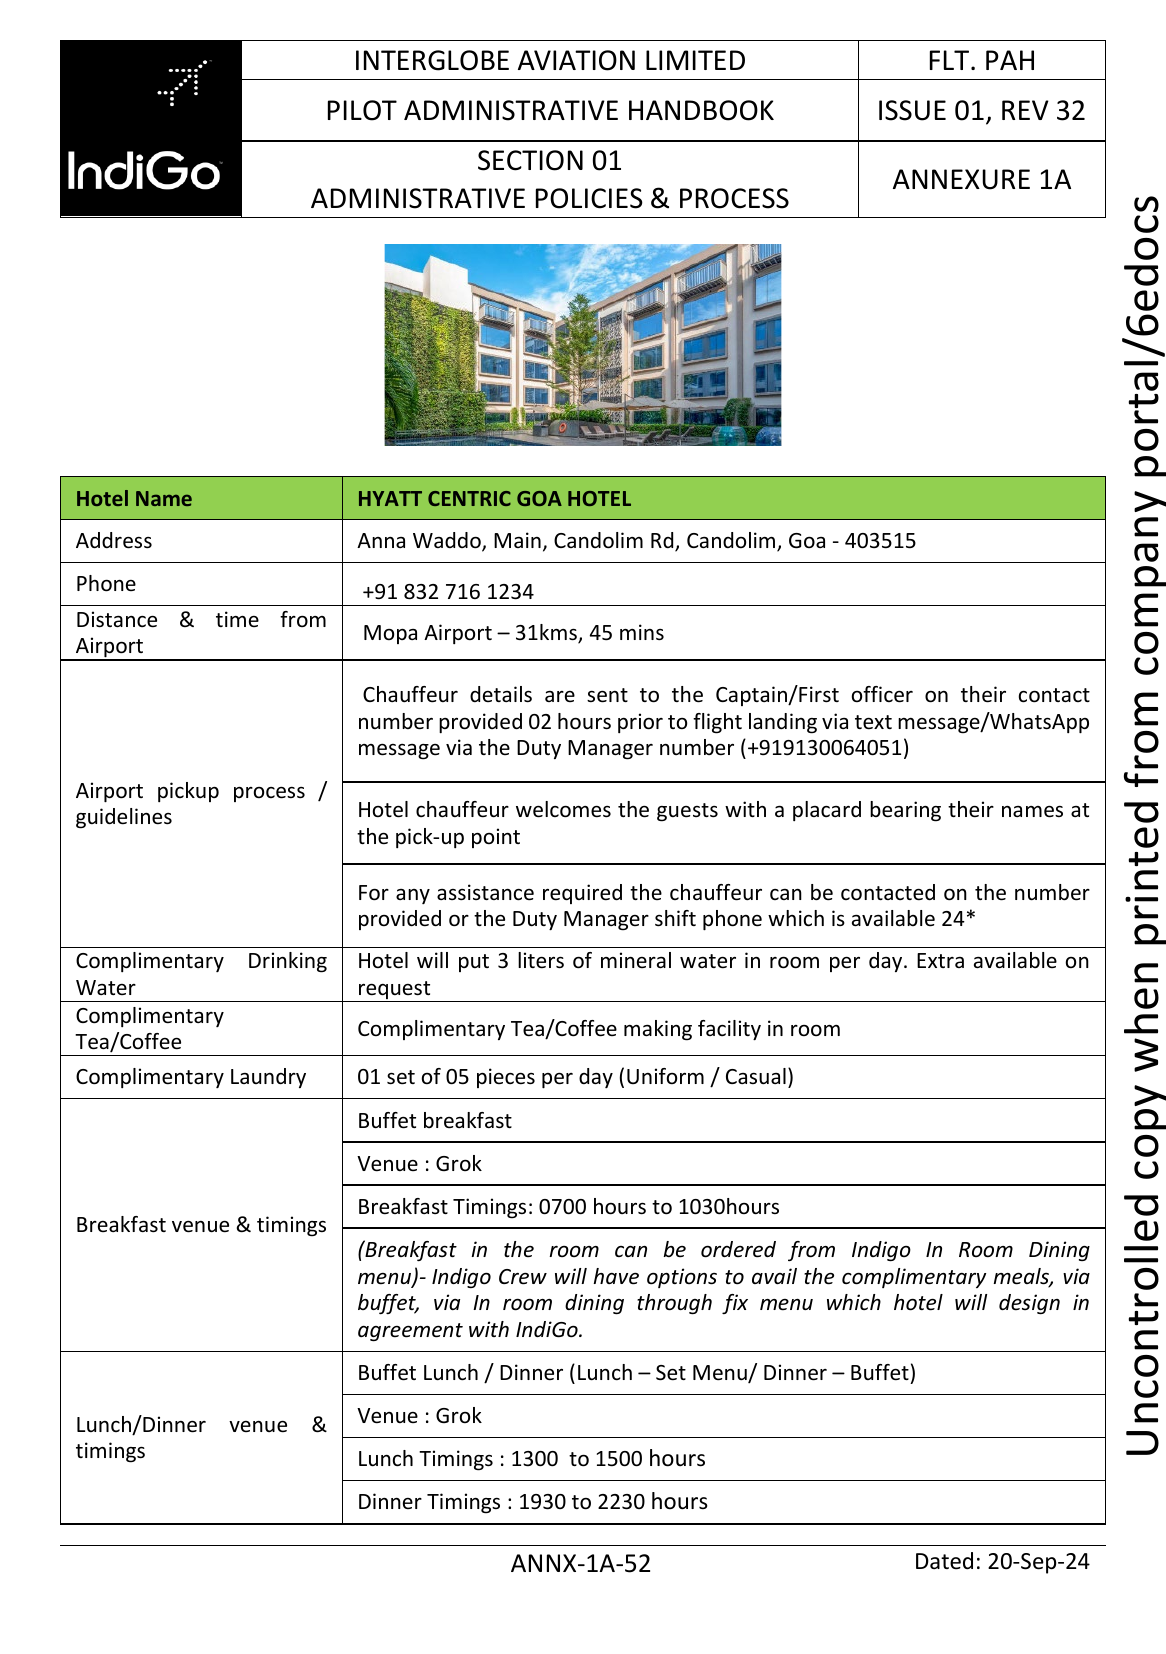 IndiGo
INTERGLOBE AVIATION LIMITED
FLT. PAH
PILOT ADMINISTRATIVE HANDBOOK
ISSUE 01, REV 32
SECTION 01
ADMINISTRATIVE POLICIES & PROCESS
ANNEXURE 1A
Hotel Name
HYATT CENTRIC GOA HOTEL
Address
Anna Waddo, Main, Candolim Rd, Candolim, Goa - 403515
Phone
+91 832 716 1234
Distance & time from
Airport
Mopa Airport – 31kms, 45 mins
Airport pickup process /
guidelines
Chauffeur details are sent to the Captain/First officer on their contact
number provided 02 hours prior to flight landing via text message/WhatsApp
message via the Duty Manager number (+919130064051)
Hotel chauffeur welcomes the guests with a placard bearing their names at
the pick-up point
For any assistance required the chauffeur can be contacted on the number
provided or the Duty Manager shift phone which is available 24*
Complimentary Drinking
Water
Hotel will put 3 liters of mineral water in room per day. Extra available on
request
Complimentary
Tea/Coffee
Complimentary Tea/Coffee making facility in room
Complimentary Laundry
01 set of 05 pieces per day (Uniform / Casual)
Breakfast venue & timings
Buffet breakfast
Venue : Grok
Breakfast Timings: 0700 hours to 1030hours
(Breakfast in the room can be ordered from Indigo In Room Dining
menu)- Indigo Crew will have options to avail the complimentary meals, via
buffet, via In room dining through fix menu which hotel will design in
agreement with IndiGo.
Lunch/Dinner venue &
timings
Buffet Lunch / Dinner (Lunch – Set Menu/ Dinner – Buffet)
Venue : Grok
Lunch Timings : 1300 to 1500 hours
Dinner Timings : 1930 to 2230 hours
ANNX-1A-52
Dated: 20-Sep-24
Uncontrolled copy when printed from company portal/6edocs